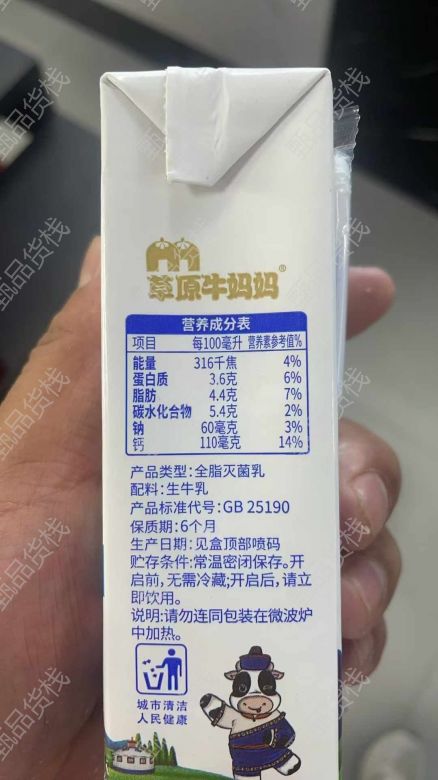 草原牛妈妈®
营养成分表
项目 每100毫升 营养素参考值%
能量 316千焦 4%
蛋白质 3.6克 6%
脂肪 4.4克 7%
碳水化合物 5.4克 2%
钠 60毫克 3%
钙 110毫克 14%
产品类型:全脂灭菌乳
配料:生牛乳
产品标准代号:GB 25190
保质期:6个月
生产日期:见盒顶部喷码
贮存条件:常温密闭保存。开
启前,无需冷藏;开启后,请立
即饮用。
说明:请勿连同包装在微波炉
中加热。
城市清洁
人民健康
甄品货栈